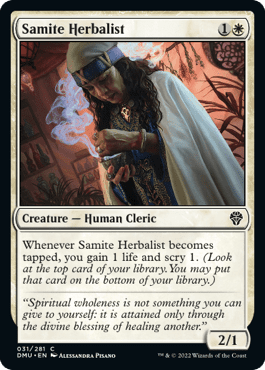 Samite Herbalist 1
Creature — Human Cleric
Whenever Samite Herbalist becomes
tapped, you gain 1 life and scry 1. (Look
at the top card of your library. You may
put that card on the bottom of your library.)
“Spiritual wholeness is not something you can
give to yourself: it is attained only through
the divine blessing of healing another.”
2/1
031/281 C
DMU • EN Alessandra Pisano
™ & © 2022 Wizards of the Coast